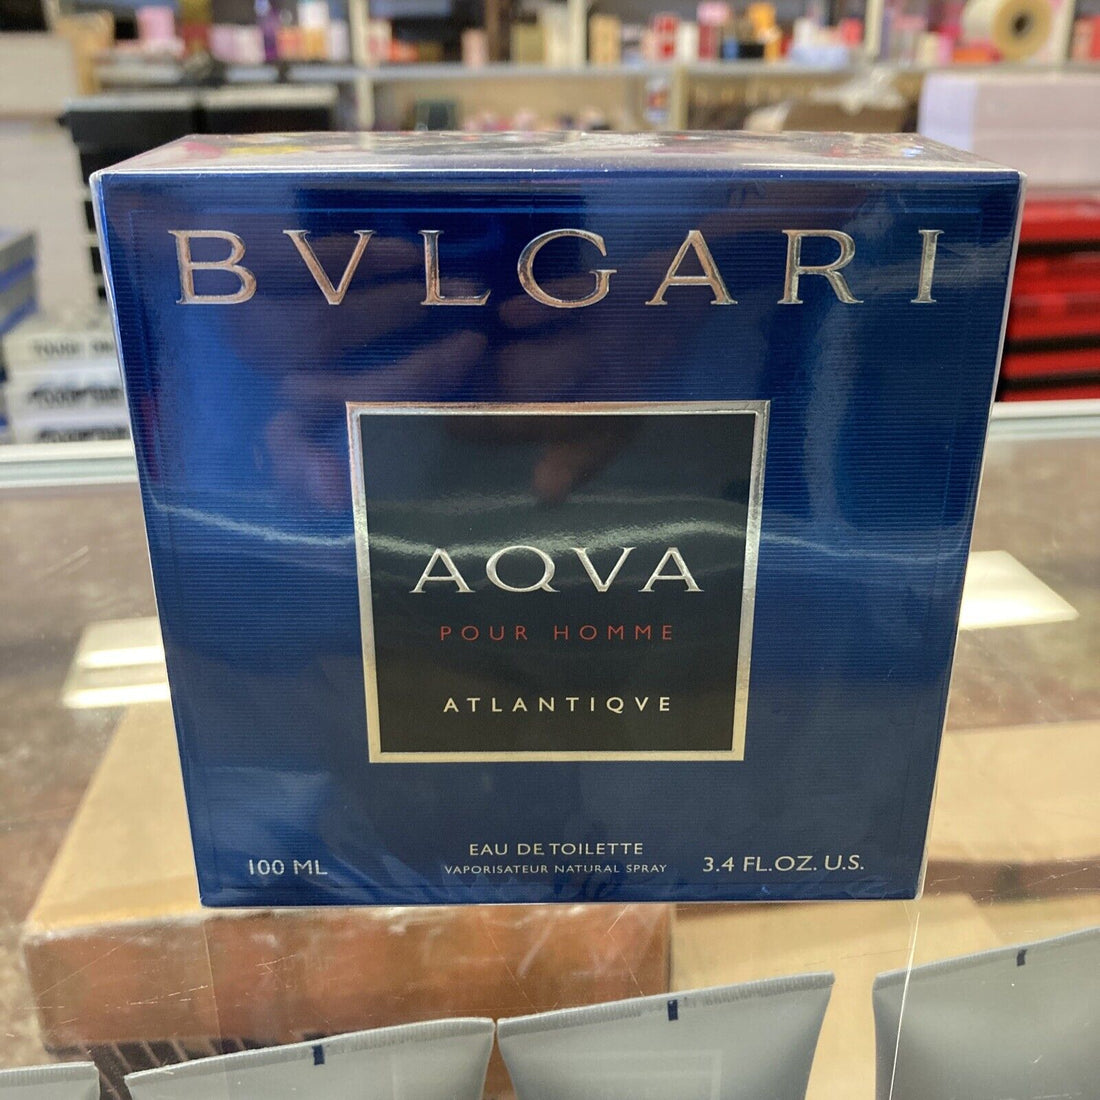 BVLGARI
AQVA
POUR HOMME
ATLANTIQVE
EAU DE TOILETTE
100 ML VAPORISATEUR NATURAL SPRAY 3.4 FL.OZ. U.S.